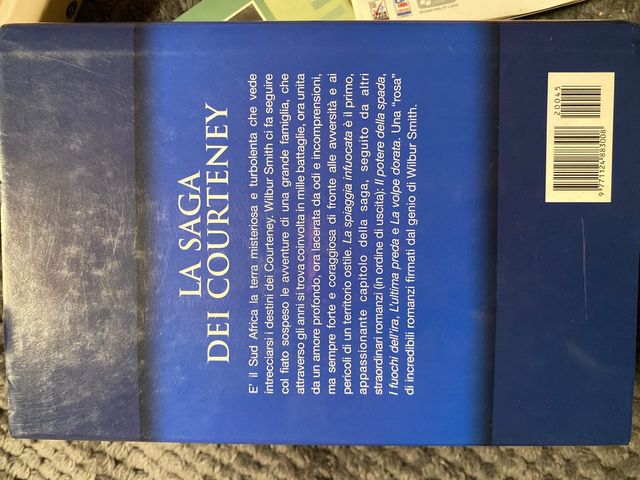 LA SAGA
DEI COURTENEY
E' il Sud Africa la terra misteriosa e turbolenta che vede
intrecciarsi i destini dei Courteney. Wilbur Smith ci fa seguire
col fiato sospeso le avventure di una grande famiglia, che
attraverso gli anni si trova coinvolta in mille battaglie, ora unita
da un amore profondo, ora lacerata da odi e incomprensioni,
ma sempre forte e coraggiosa di fronte alle avversità e ai
pericoli di un territorio ostile. La spiaggia infuocata è il primo,
appassionante capitolo della saga, seguito da altri
straordinari romanzi (in ordine di uscita): Il potere della spada,
I fuochi dell'ira, L'ultima preda e La volpe dorata. Una "rosa"
di incredibili romanzi firmati dal genio di Wilbur Smith.
20045
9 771124 883008